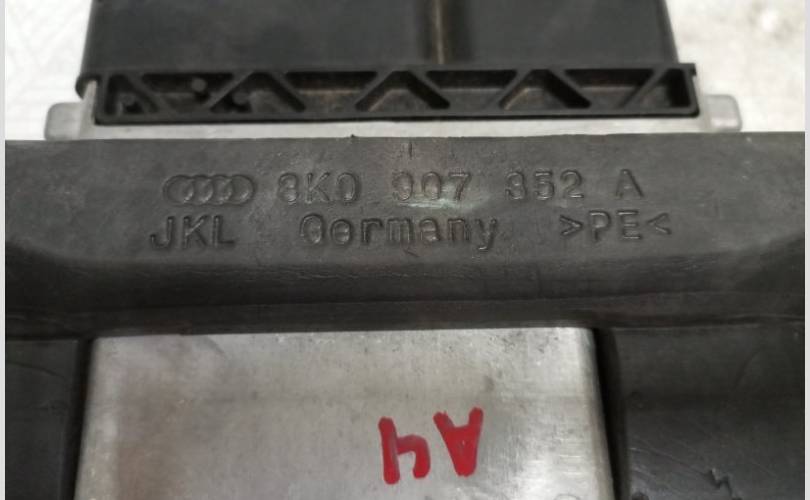 8K0 907 352 A
JKL Germany >PE<
A4